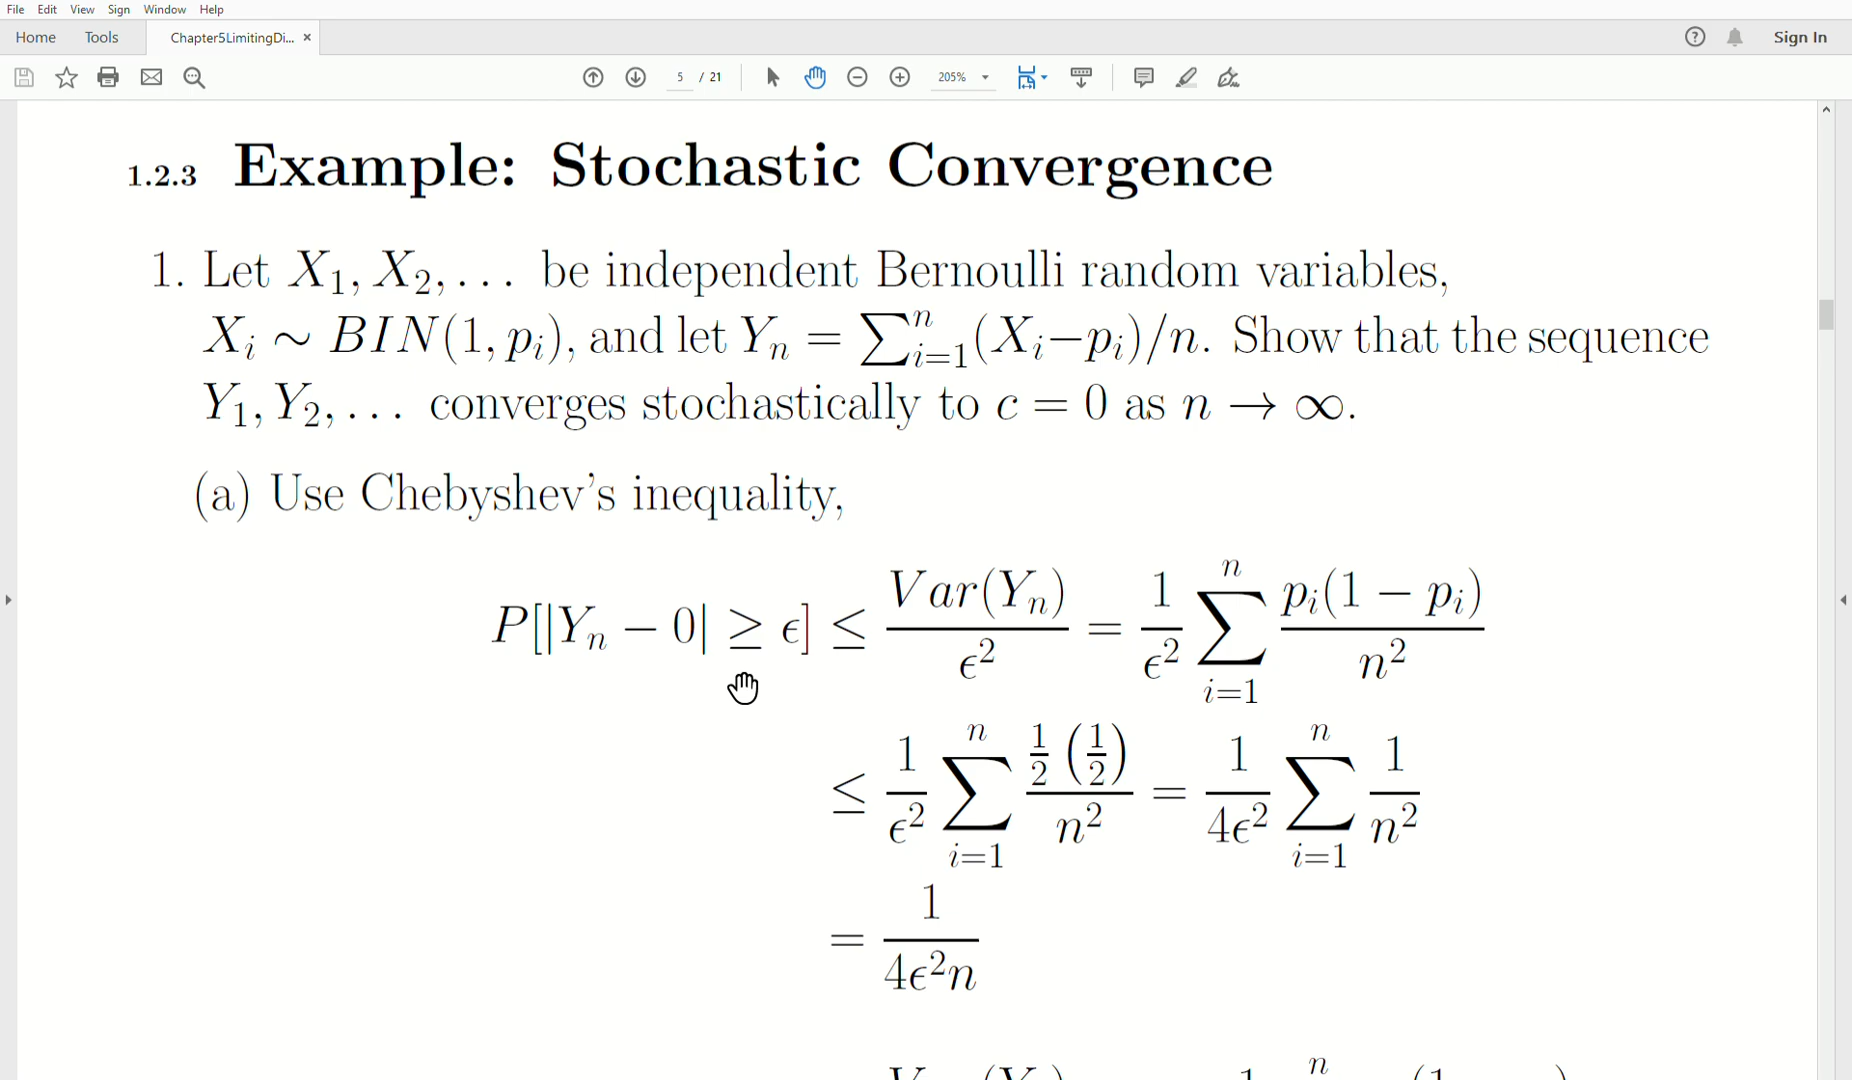 File Edit View Sign Window Help
Home Tools Chapter5LimitingDi... × Sign In
5 / 21 205%
1.2.3 Example: Stochastic Convergence
1. Let X₁, X₂, . . . be independent Bernoulli random variables,
Xᵢ ∼ BIN(1, pᵢ), and let Yₙ = ∑ⁿᵢ₌₁(Xᵢ−pᵢ)/n. Show that the sequence
Y₁, Y₂, . . . converges stochastically to c = 0 as n → ∞.
(a) Use Chebyshev's inequality,
P[|Yₙ − 0| ≥ ϵ] ≤ Var(Yₙ)/ϵ² = 1/ϵ² ∑ⁿᵢ₌₁ pᵢ(1 − pᵢ)/n²
≤ 1/ϵ² ∑ⁿᵢ₌₁ ½(½)/n² = 1/4ϵ² ∑ⁿᵢ₌₁ 1/n²
= 1/4ϵ²n